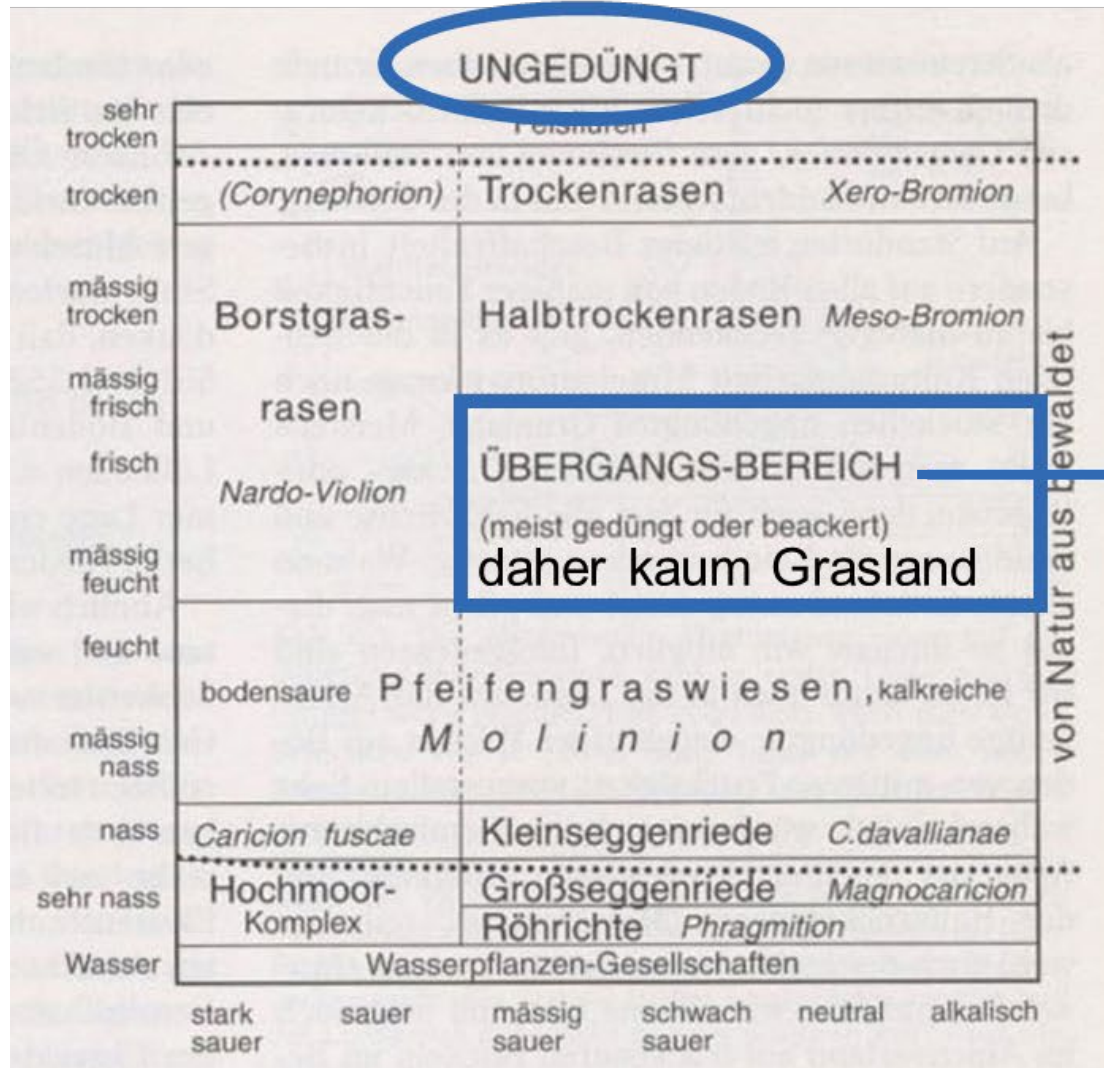 UNGEDÜNGT
sehr trocken
Felsfluren
trocken
(Corynephorion) Trockenrasen Xero-Bromion
mässig trocken
Borstgras- Halbtrockenrasen Meso-Bromion
mässig frisch
rasen
frisch
ÜBERGANGS-BEREICH
Nardo-Violion
(meist gedüngt oder beackert)
mässig feucht
daher kaum Grasland
feucht
bodensaure Pfeifengraswiesen, kalkreiche
mässig nass
Molinion
nass
Caricion fuscae Kleinseggenriede C.davallianae
sehr nass
Hochmoor- Großseggenriede Magnocaricion
Komplex Röhrichte Phragmition
Wasser
Wasserpflanzen-Gesellschaften
stark sauer
sauer
mässig sauer
schwach sauer
neutral
alkalisch
von Natur aus bewaldet